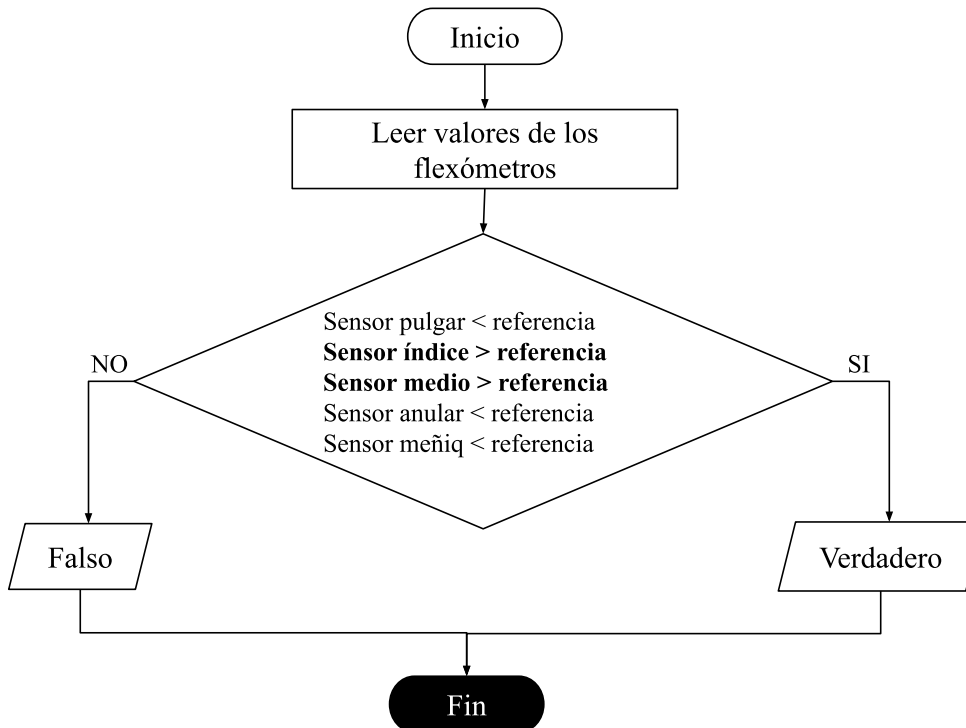 Inicio
Leer valores de los
flexómetros
Sensor pulgar < referencia
Sensor índice > referencia
Sensor medio > referencia
Sensor anular < referencia
Sensor meñiq < referencia
NO
SI
Falso
Verdadero
Fin